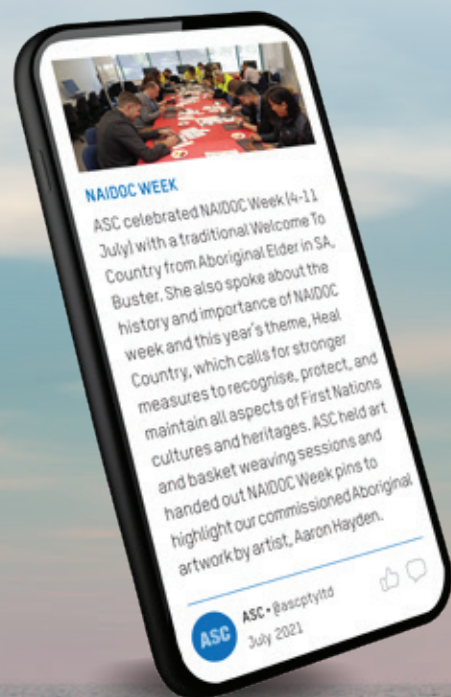 NAIDOC WEEK
ASC celebrated NAIDOC Week (4-11
July) with a traditional Welcome To
Country from Aboriginal Elder in SA,
Buster. She also spoke about the
history and importance of NAIDOC
week and this year's theme, Heal
Country, which calls for stronger
measures to recognise, protect, and
maintain all aspects of First Nations
cultures and heritages. ASC held art
and basket weaving sessions and
handed out NAIDOC Week pins to
highlight our commissioned Aboriginal
artwork by artist, Aaron Hayden.
ASC
ASC • @ascptyltd
July 2021